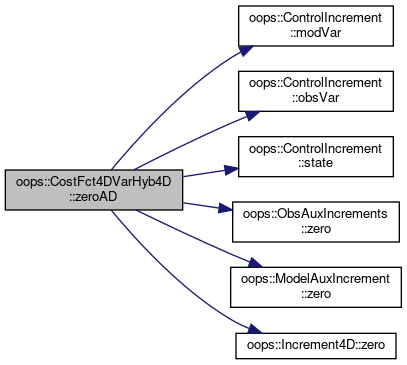 oops::ControlIncrement
::modVar
oops::ControlIncrement
::obsVar
oops::CostFct4DVarHyb4D
::zeroAD
oops::ControlIncrement
::state
oops::ObsAuxIncrements
::zero
oops::ModelAuxIncrement
::zero
oops::Increment4D::zero